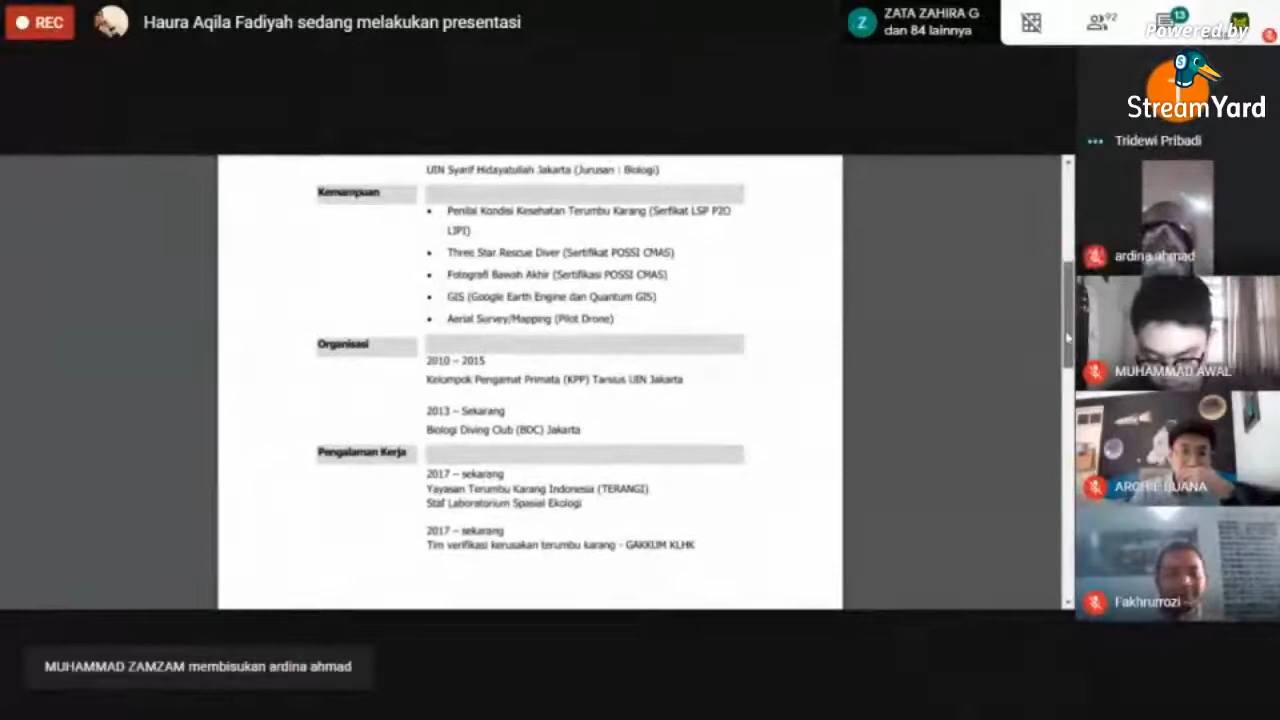 REC
Haura Aqila Fadiyah sedang melakukan presentasi
Z
ZATA ZAHIRA G
dan 84 lainnya
92
13
Powered by
StreamYard
Tridewi Pribadi
UIN Syarif Hidayatullah Jakarta (Jurusan : Biologi)
Kemampuan
• Penilai Kondisi Kesehatan Terumbu Karang (Serfikat LSP P2O
LIPI)
• Three Star Rescue Diver (Sertifikat POSSI CMAS)
• Fotografi Bawah Akhir (Sertifikasi POSSI CMAS)
• GIS (Google Earth Engine dan Quantum GIS)
• Aerial Survey/Mapping (Pilot Drone)
Organisasi
2010 – 2015
Kelompok Pengamat Primata (KPP) Tarsius UIN Jakarta
2013 – Sekarang
Biologi Diving Club (BDC) Jakarta
Pengalaman Kerja
2017 – sekarang
Yayasan Terumbu Karang Indonesia (TERANGI)
Staf Laboratorium Spasial Ekologi
2017 – sekarang
Tim verifikasi kerusakan terumbu karang - GAKKUM KLHK
ardina ahmad
MUHAMMAD AWAL
ARCHIE BUANA
Fakhrurrozi
MUHAMMAD ZAMZAM membisukan ardina ahmad